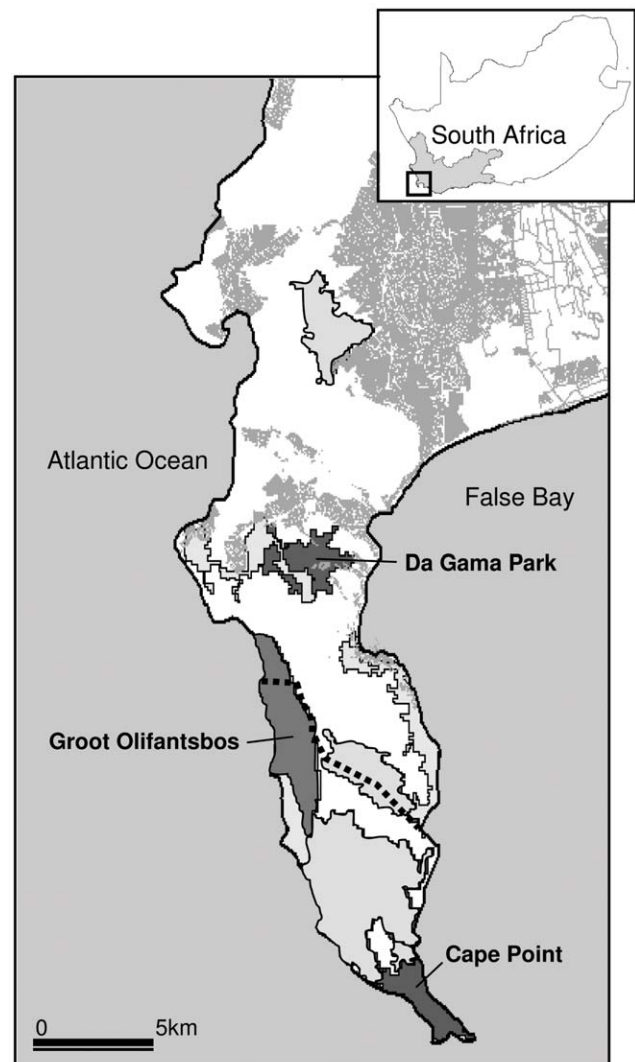 South Africa
Atlantic Ocean
False Bay
Da Gama Park
Groot Olifantsbos
Cape Point
0 5km